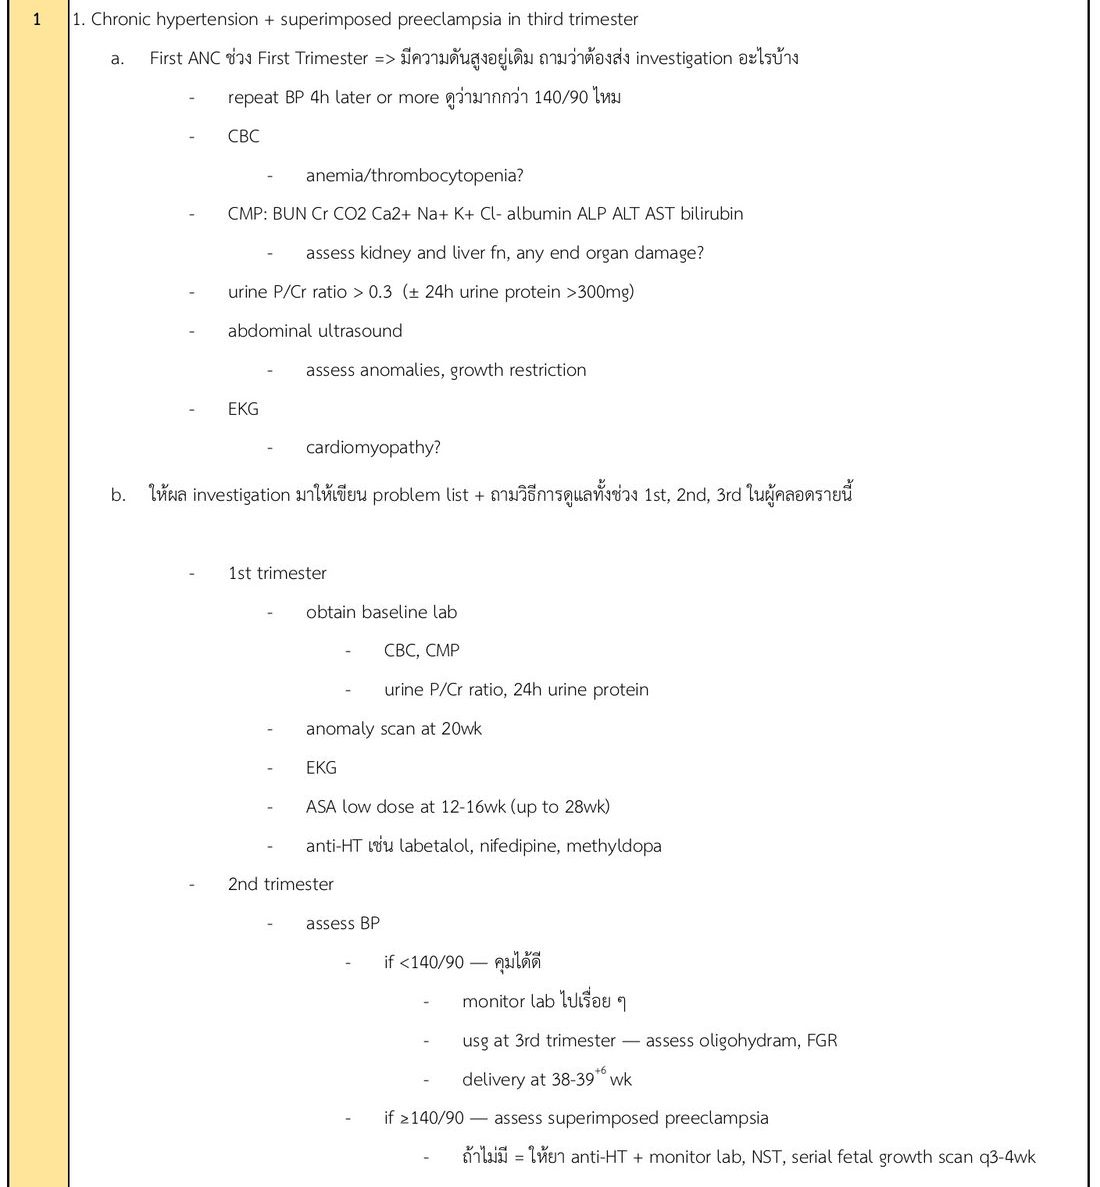 1
1. Chronic hypertension + superimposed preeclampsia in third trimester
a. First ANC ช่วง First Trimester => มีความดันสูงอยู่เดิม ถามว่าต้องส่ง investigation อะไรบ้าง
- repeat BP 4h later or more ดูว่ามากกว่า 140/90 ไหม
- CBC
- anemia/thrombocytopenia?
- CMP: BUN Cr CO2 Ca2+ Na+ K+ Cl- albumin ALP ALT AST bilirubin
- assess kidney and liver fn, any end organ damage?
- urine P/Cr ratio > 0.3 (± 24h urine protein >300mg)
- abdominal ultrasound
- assess anomalies, growth restriction
- EKG
- cardiomyopathy?
b. ให้ผล investigation มาให้เขียน problem list + ถามวิธีการดูแลทั้งช่วง 1st, 2nd, 3rd ในผู้คลอดรายนี้
- 1st trimester
- obtain baseline lab
- CBC, CMP
- urine P/Cr ratio, 24h urine protein
- anomaly scan at 20wk
- EKG
- ASA low dose at 12-16wk (up to 28wk)
- anti-HT เช่น labetalol, nifedipine, methyldopa
- 2nd trimester
- assess BP
- if <140/90 — คุมได้ดี
- monitor lab ไปเรื่อย ๆ
- usg at 3rd trimester — assess oligohydram, FGR
- delivery at 38-39⁺⁶ wk
- if ≥140/90 — assess superimposed preeclampsia
- ถ้าไม่มี = ให้ยา anti-HT + monitor lab, NST, serial fetal growth scan q3-4wk